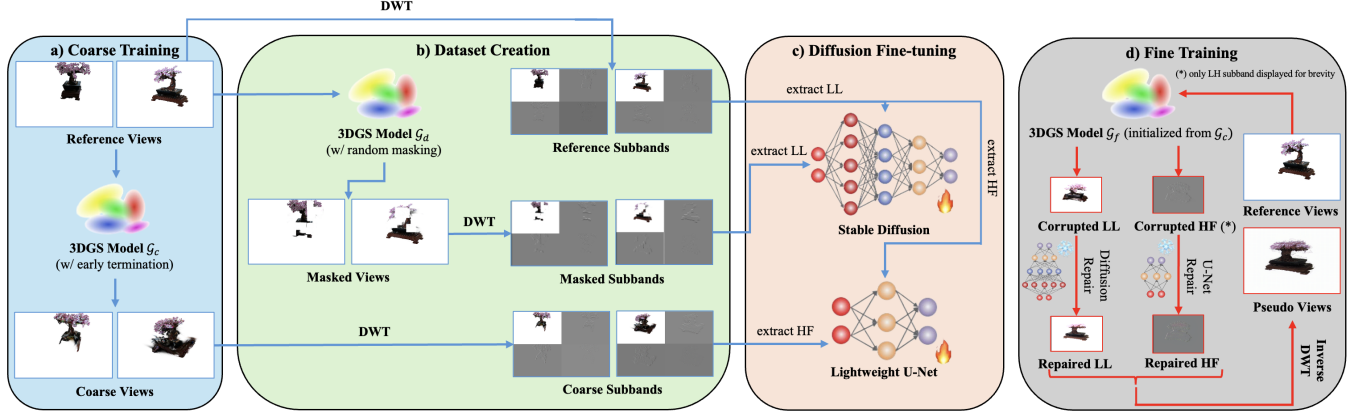 DWT
a) Coarse Training
Reference Views
3DGS Model 𝒢c
(w/ early termination)
Coarse Views
b) Dataset Creation
3DGS Model 𝒢d
(w/ random masking)
Reference Subbands
Masked Views
DWT
Masked Subbands
DWT
Coarse Subbands
c) Diffusion Fine-tuning
extract LL
extract LL
extract HF
Stable Diffusion
extract HF
Lightweight U-Net
d) Fine Training
(*) only LH subband displayed for brevity
3DGS Model 𝒢f (initialized from 𝒢c)
Corrupted LL
Corrupted HF (*)
Reference Views
Diffusion
Repair
U-Net
Repair
Pseudo Views
Repaired LL
Repaired HF
Inverse
DWT